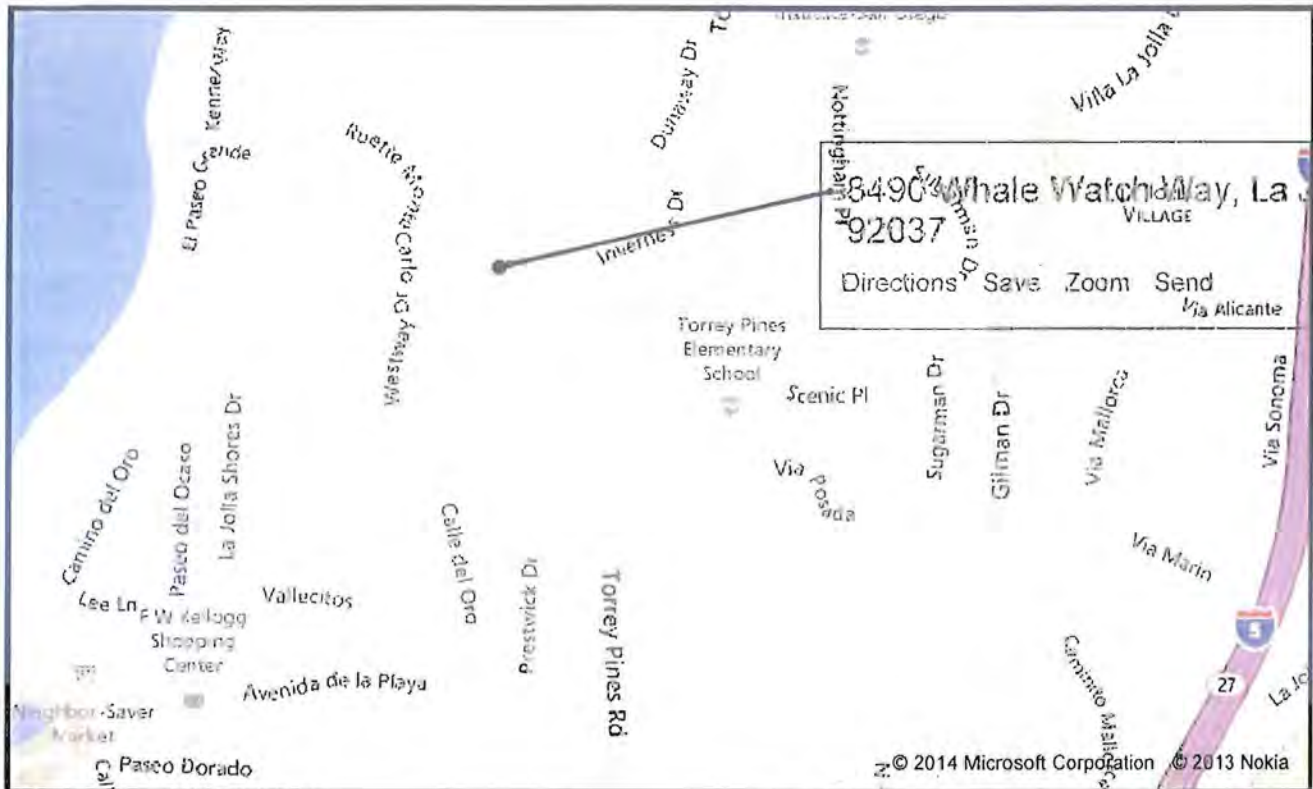 Kennerway
El Paseo Grande
Ruette Monte Carlo
Westway Dr
Dunaway Dr
Inverness Dr
Nottingham Pl
Villa La Jolla
8490 Whale Watch Way, La
92037
VILLAGE
Directions Save Zoom Send
Via Alicante
Torrey Pines
Elementary
School
Scenic Pl
Sugarman Dr
Gilman Dr
Via Mallorca
Via Sonoma
Via
Posada
Via Marin
Camino del Oro
Paseo del Ocaso
La Jolla Shores Dr
Lee Ln
F W Kellogg
Shopping
Center
Vallecitos
Avenida de la Playa
Calle del Oro
Prestwick Dr
Torrey Pines Rd
Neighbor-Saver
Market
Paseo Dorado
5
27
© 2014 Microsoft Corporation © 2013 Nokia